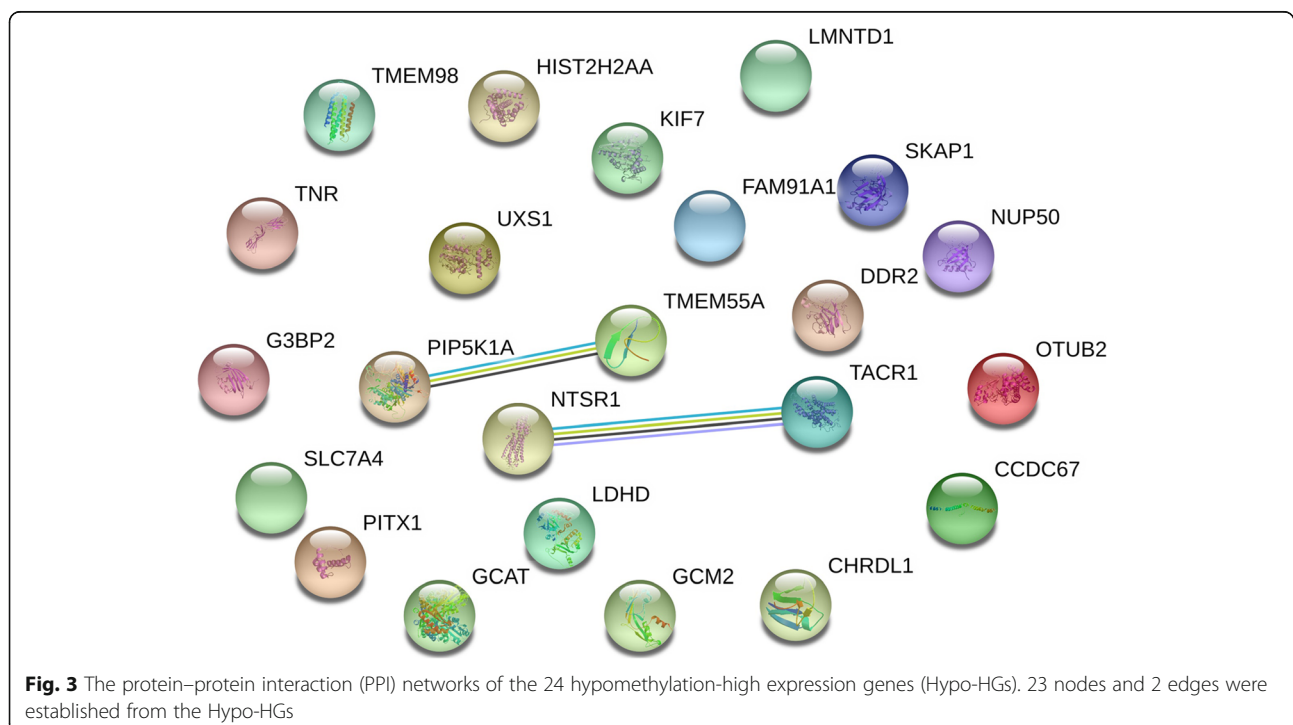 LMNTD1
TMEM98
HIST2H2AA
KIF7
SKAP1
FAM91A1
TNR
UXS1
NUP50
DDR2
TMEM55A
G3BP2
PIP5K1A
OTUB2
TACR1
NTSR1
SLC7A4
CCDC67
LDHD
PITX1
CHRDL1
GCAT
GCM2
Fig. 3 The protein–protein interaction (PPI) networks of the 24 hypomethylation-high expression genes (Hypo-HGs). 23 nodes and 2 edges were
established from the Hypo-HGs